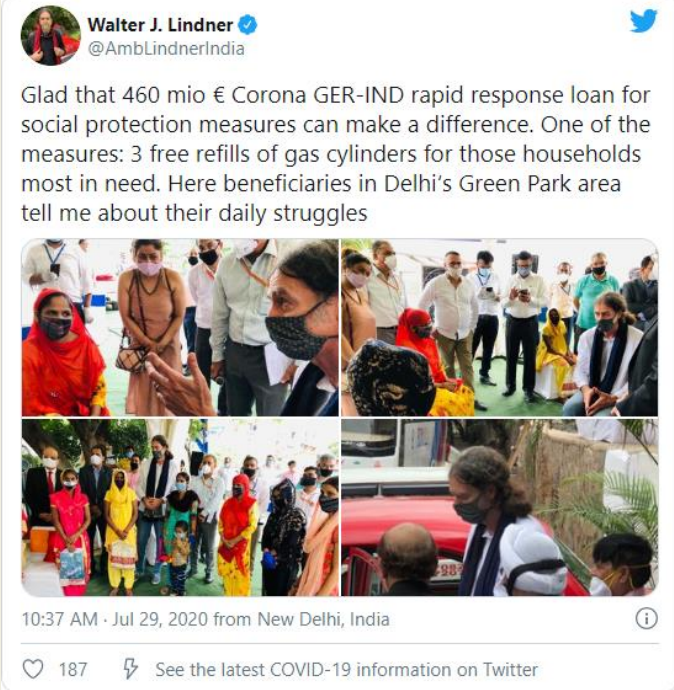 Walter J. Lindner
@AmbLindnerIndia
Glad that 460 mio € Corona GER-IND rapid response loan for
social protection measures can make a difference. One of the
measures: 3 free refills of gas cylinders for those households
most in need. Here beneficiaries in Delhi‘s Green Park area
tell me about their daily struggles
10:37 AM · Jul 29, 2020 from New Delhi, India
187 See the latest COVID-19 information on Twitter